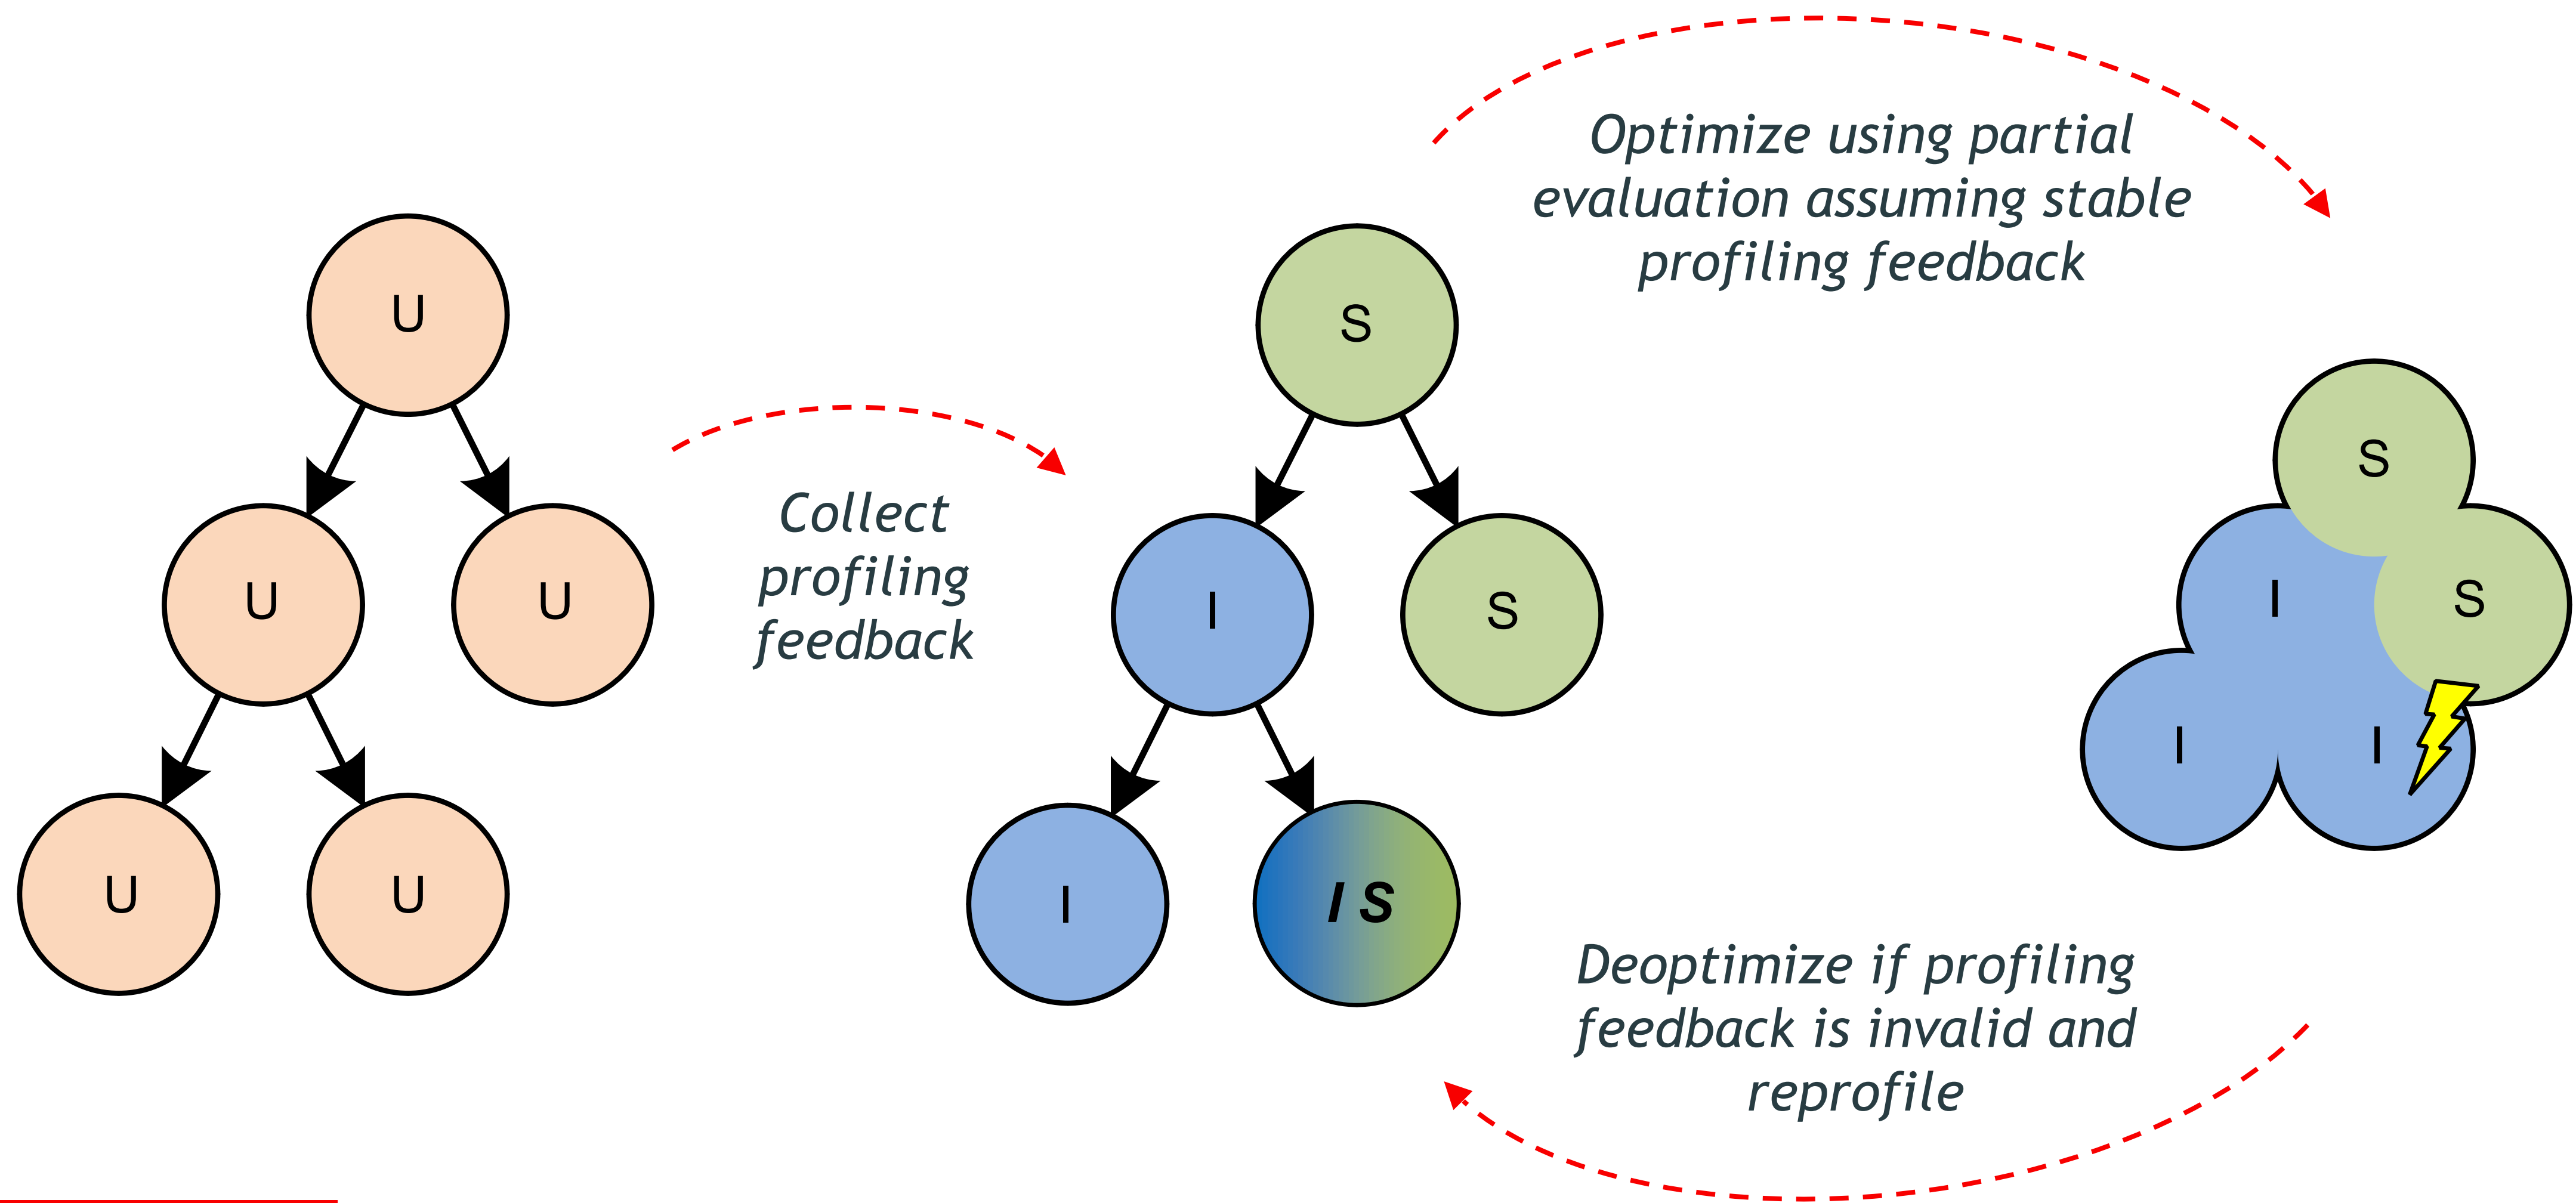 U
U
U
U
U
Collect
profiling
feedback
S
I
S
I
I S
Optimize using partial
evaluation assuming stable
profiling feedback
S
I
S
I
I
Deoptimize if profiling
feedback is invalid and
reprofile